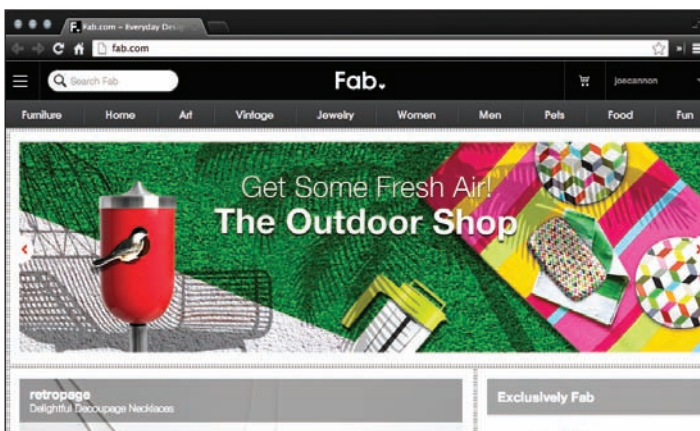 Fab.com – Everyday Design
fab.com
Search Fab
Fab.
joecannon
Furniture Home Art Vintage Jewelry Women Men Pets Food Fun
Get Some Fresh Air!
The Outdoor Shop
retropage
Delightful Decoupage Necklaces
Exclusively Fab